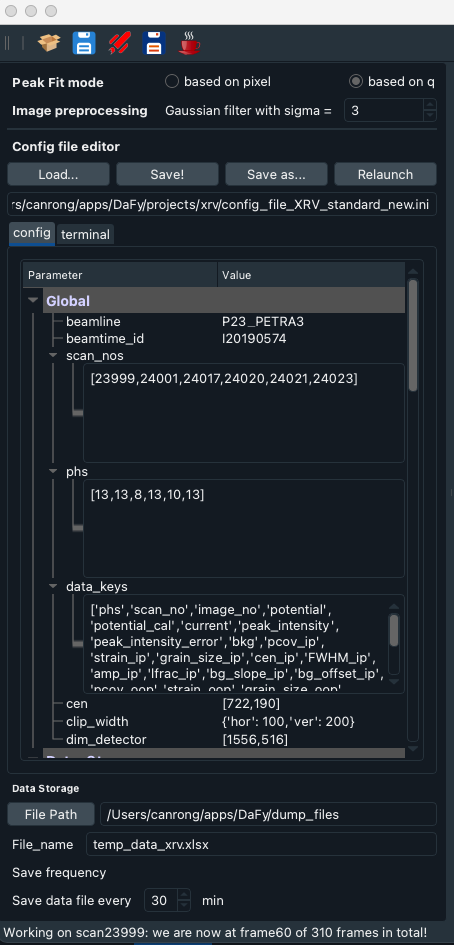 Peak Fit mode based on pixel based on q
Image preprocessing Gaussian filter with sigma = 3
Config file editor
Load... Save! Save as... Relaunch
rs/canrong/apps/DaFy/projects/xrv/config_file_XRV_standard_new.ini
config terminal
Parameter Value
Global
beamline P23_PETRA3
beamtime_id I20190574
scan_nos
[23999,24001,24017,24020,24021,24023]
phs
[13,13,8,13,10,13]
data_keys
['phs','scan_no','image_no','potential',
'potential_cal','current','peak_intensity',
'peak_intensity_error','bkg','pcov_ip',
'strain_ip','grain_size_ip','cen_ip','FWHM_ip',
'amp_ip','lfrac_ip','bg_slope_ip','bg_offset_ip',
'pcov_oop','strain_oop','grain_size_oop',
cen [722,190]
clip_width {'hor': 100,'ver': 200}
dim_detector [1556,516]
Data Storage
File Path /Users/canrong/apps/DaFy/dump_files
File_name temp_data_xrv.xlsx
Save frequency
Save data file every 30 min
Working on scan23999: we are now at frame60 of 310 frames in total!